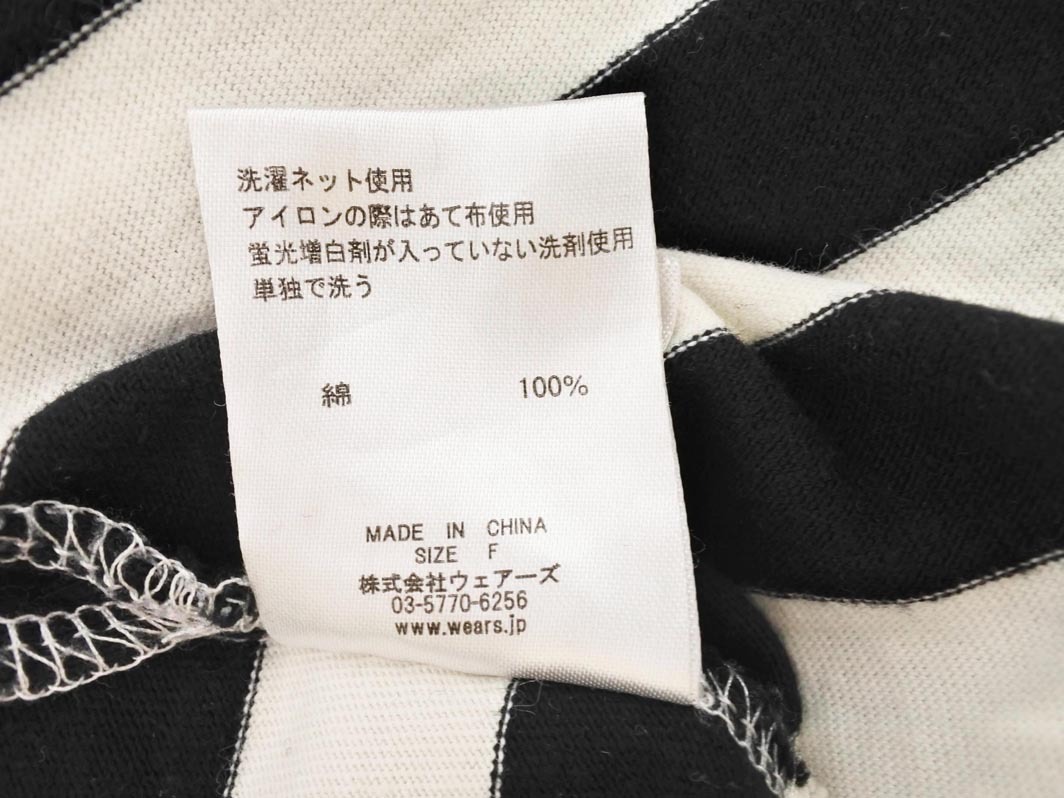 洗濯ネット使用
アイロンの際はあて布使用
蛍光増白剤が入っていない洗剤使用
単独で洗う
綿 100%
MADE IN CHINA
SIZE F
株式会社ウェアーズ
03-5770-6256
www.wears.jp